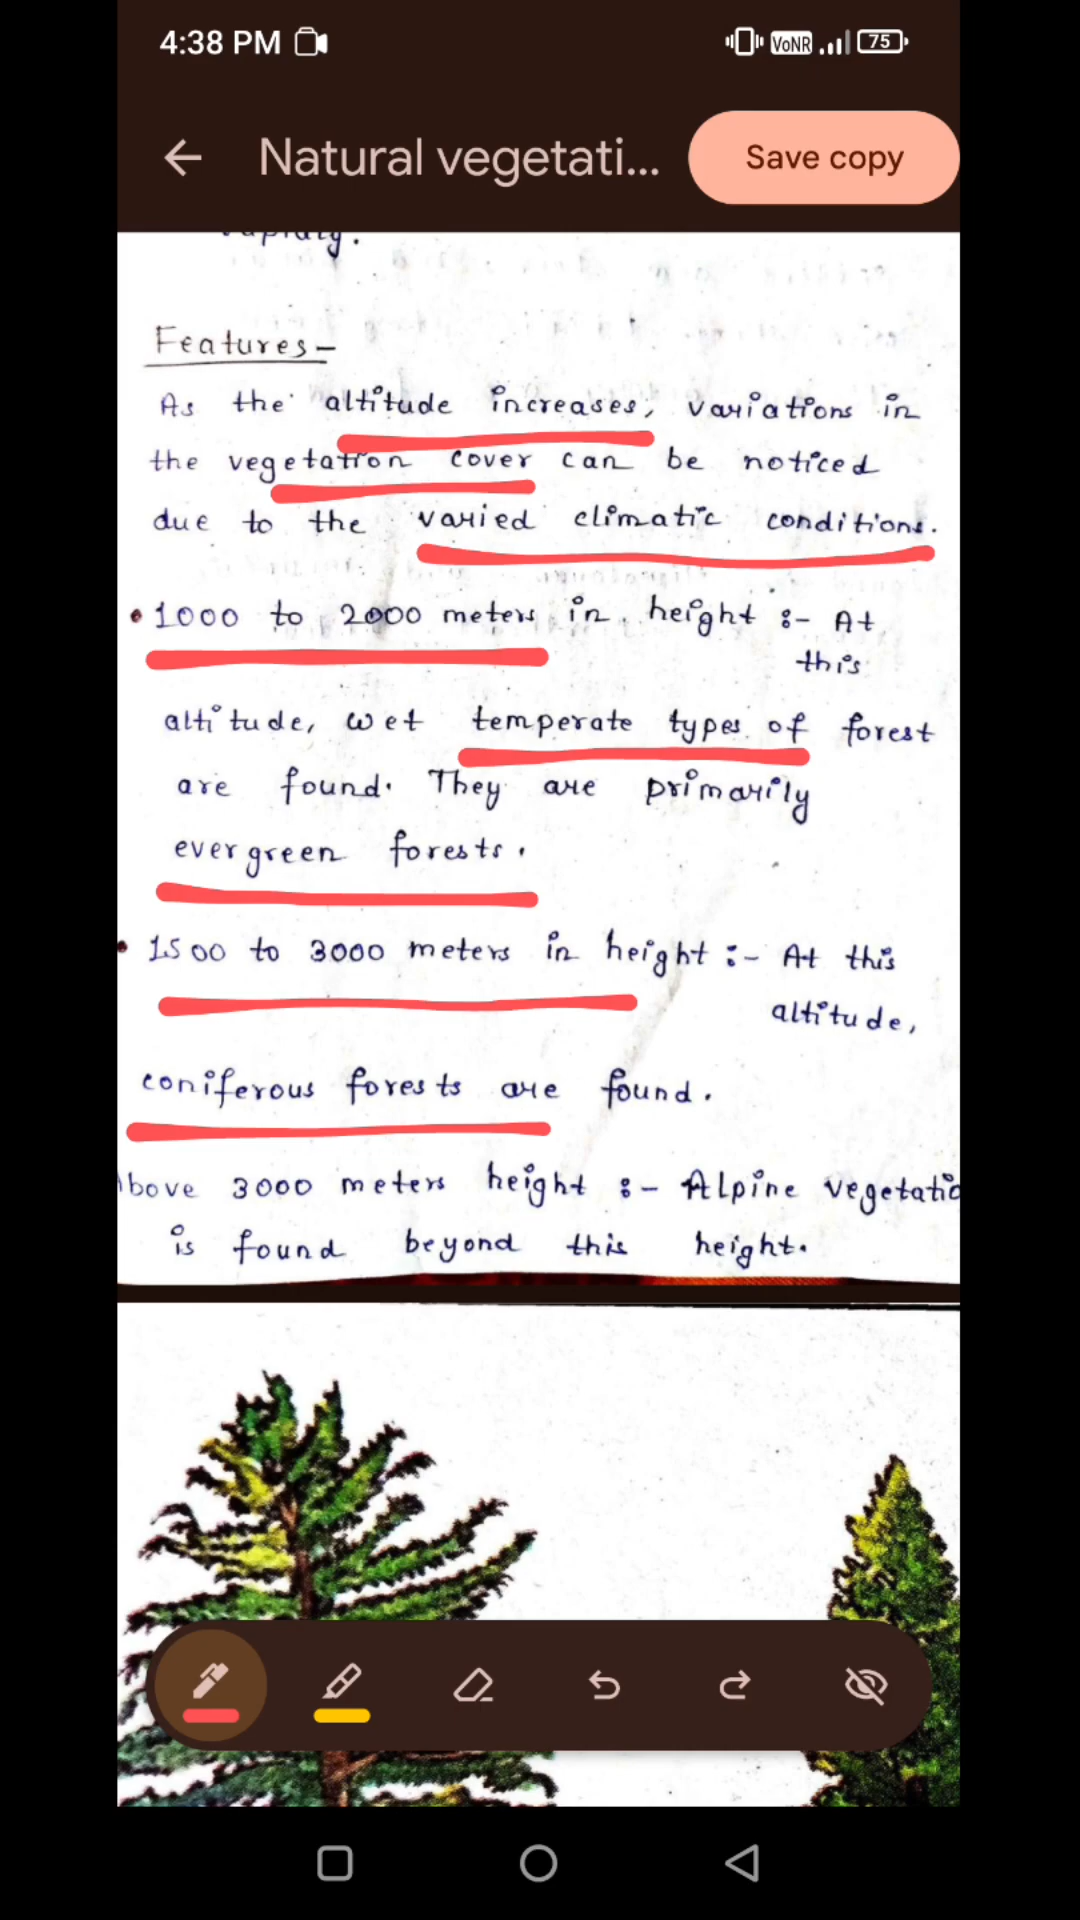 4:38 PM
VoNR
75
Natural vegetati...
Save copy
rapidly.
Features-
As the altitude increases, variations in
the vegetation cover can be noticed
due to the varied climatic conditions.
• 1000 to 2000 meters in height :- At
this
altitude, wet temperate types of forest
are found. They are primarily
evergreen forests.
• 1500 to 3000 meters in height :- At this
altitude,
coniferous forests are found.
bove 3000 meters height :- Alpine vegetatio
is found beyond this height.